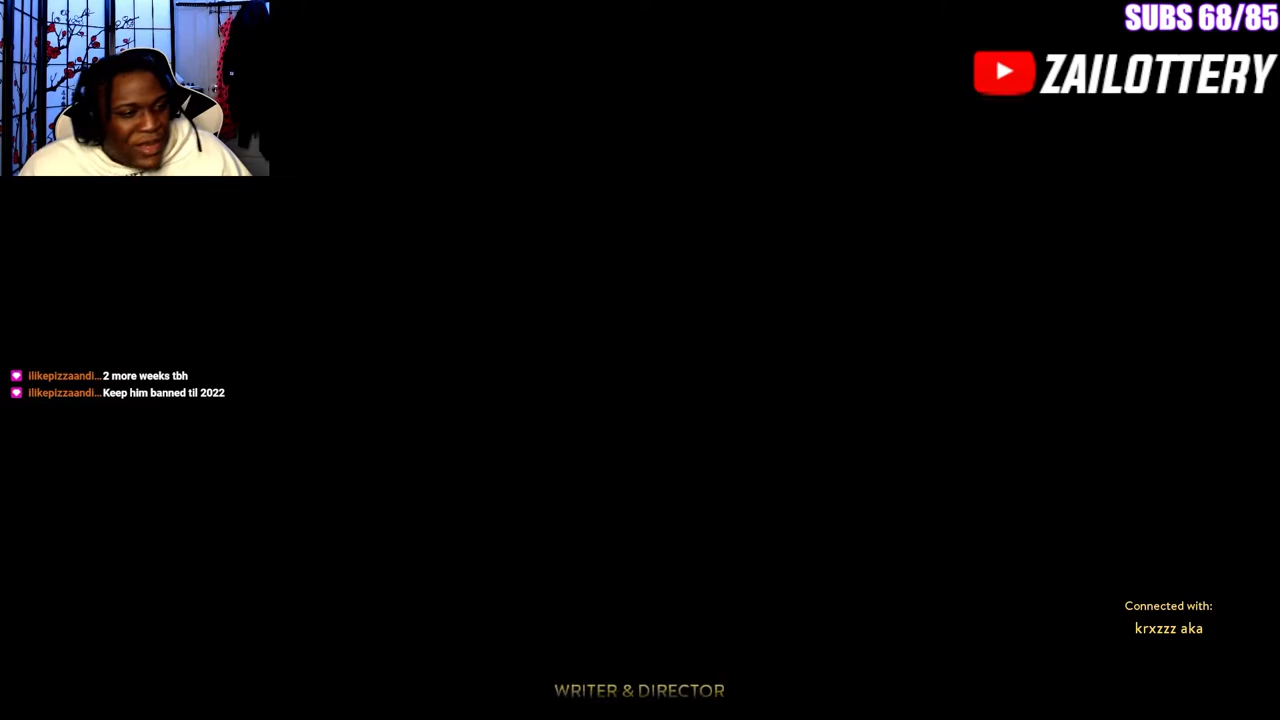 SUBS 68/85
ZAILOTTERY
ilikepizzaandi... 2 more weeks tbh
ilikepizzaandi... Keep him banned til 2022
Connected with:
krxzzz aka
WRITER & DIRECTOR